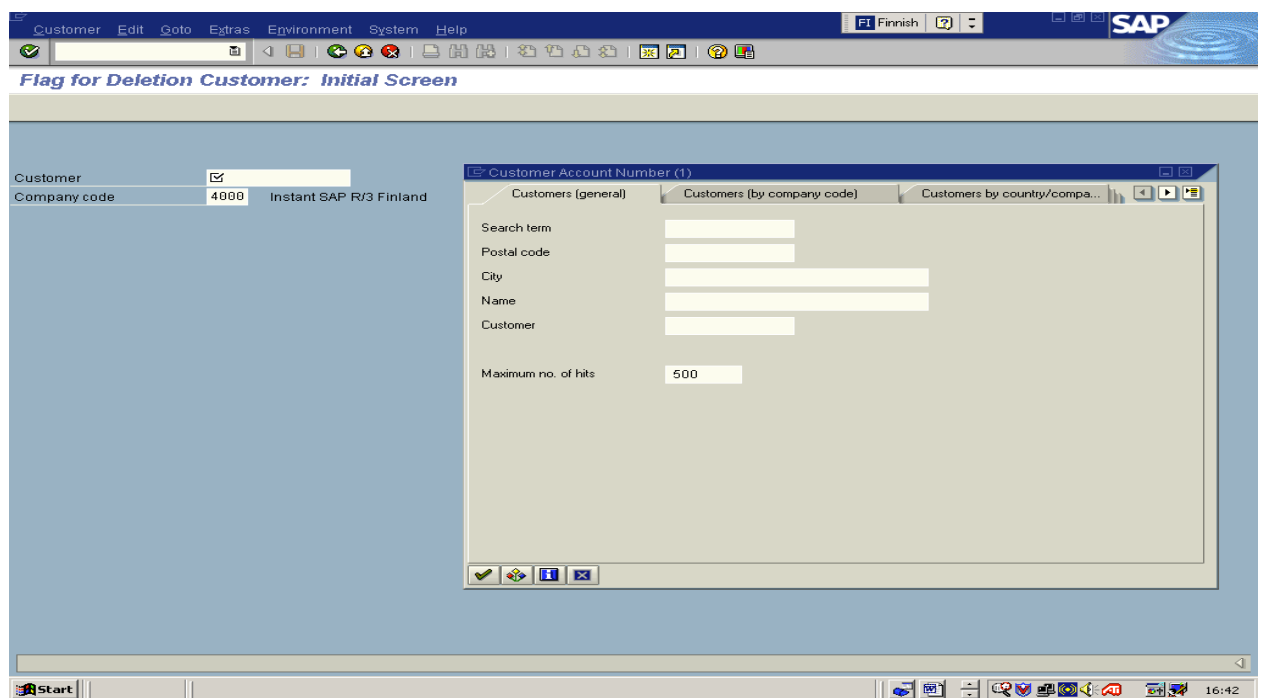 Customer Edit Goto Extras Environment System Help
FI Finnish
SAP
Flag for Deletion Customer: Initial Screen
Customer
Company code 4000 Instant SAP R/3 Finland
Customer Account Number (1)
Customers (general) Customers (by company code) Customers by country/compa...
Search term
Postal code
City
Name
Customer
Maximum no. of hits 500
Start 16:42